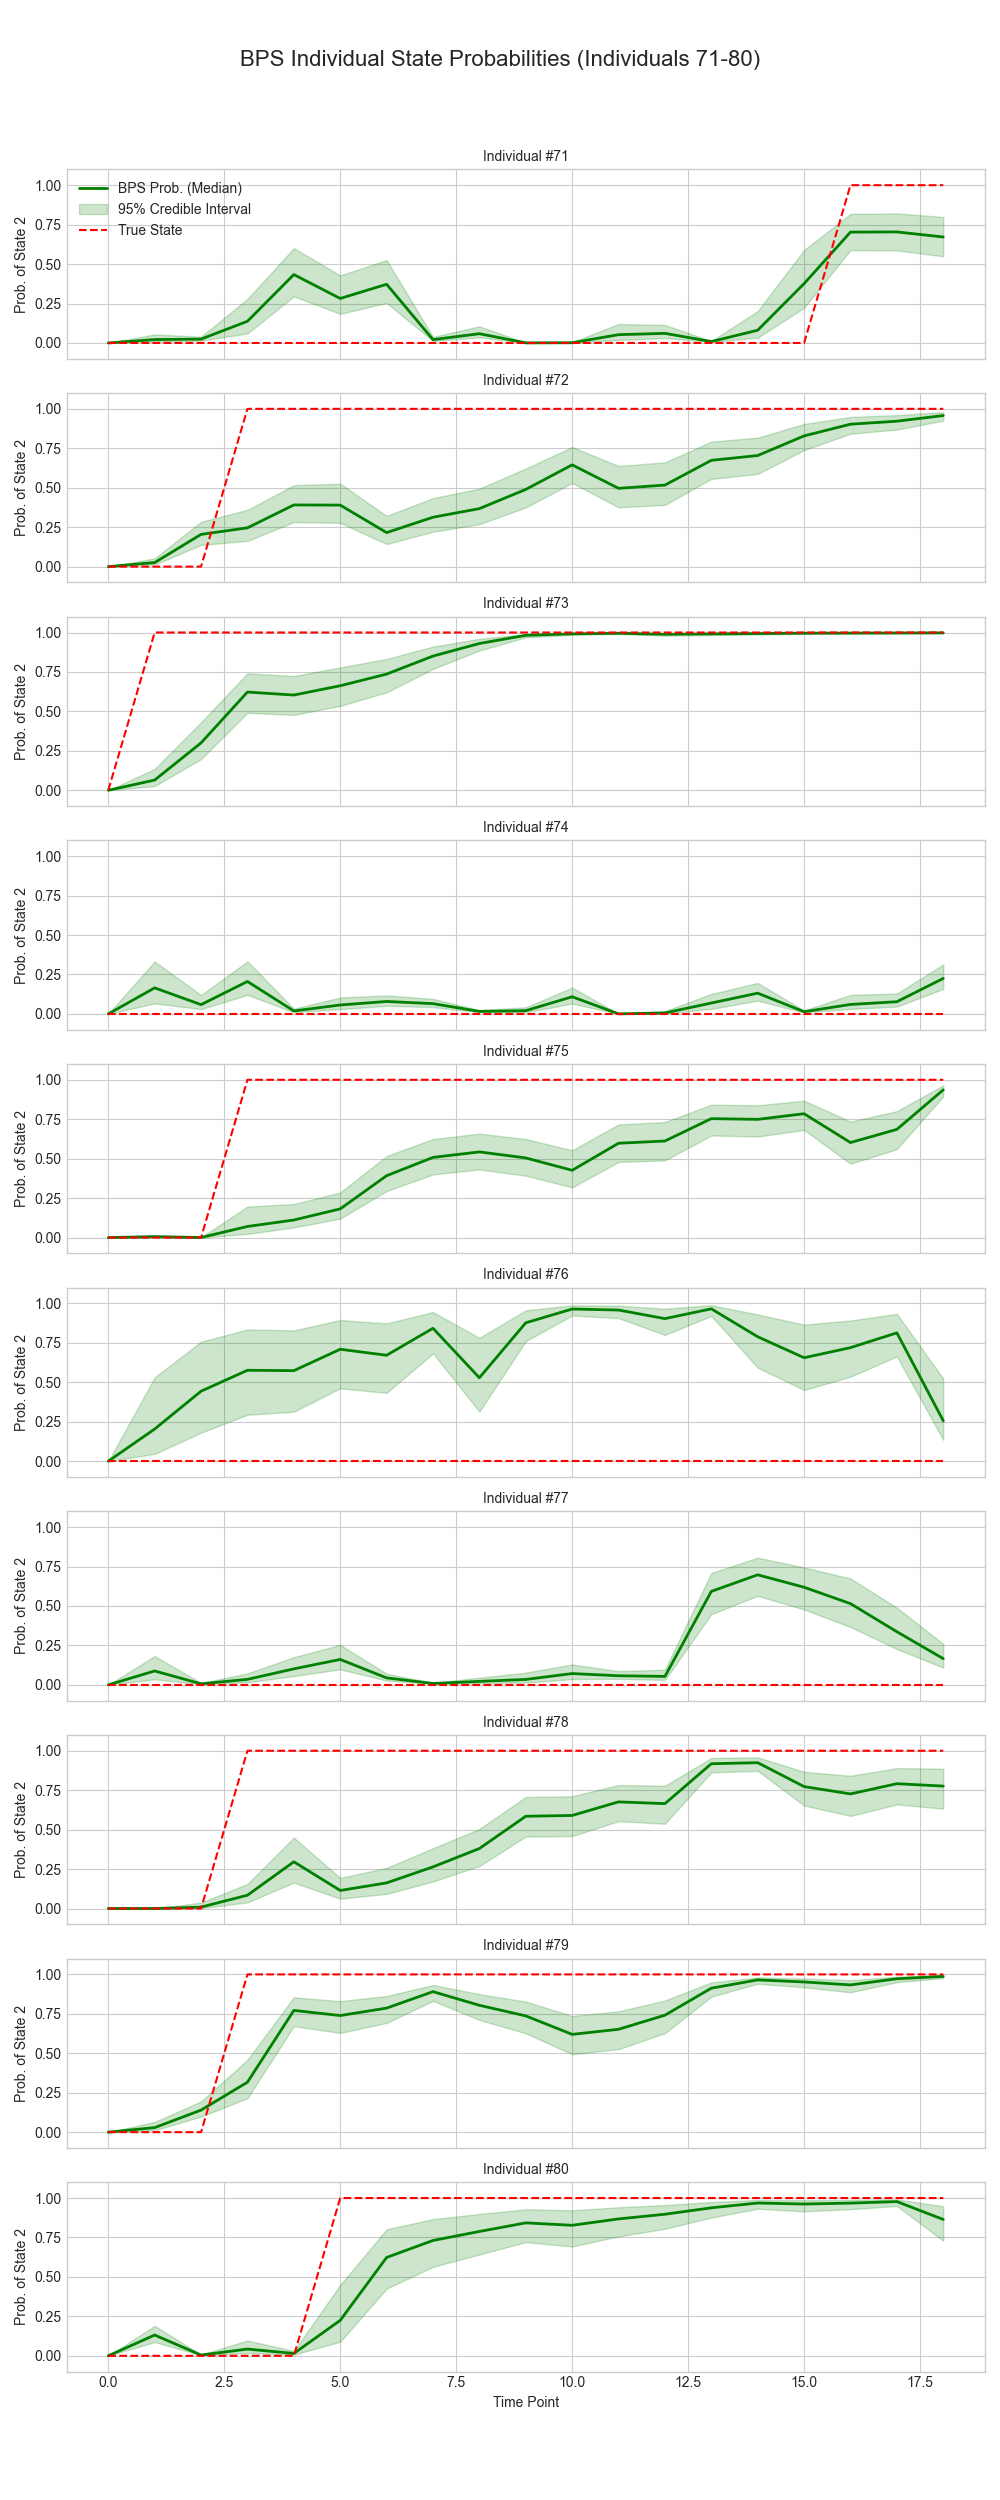 BPS Individual State Probabilities (Individuals 71-80)
Individual #71
BPS Prob. (Median)
95% Credible Interval
True State
1.00
0.75
0.50
0.25
0.00
Prob. of State 2
Individual #72
1.00
0.75
0.50
0.25
0.00
Prob. of State 2
Individual #73
1.00
0.75
0.50
0.25
0.00
Prob. of State 2
Individual #74
1.00
0.75
0.50
0.25
0.00
Prob. of State 2
Individual #75
1.00
0.75
0.50
0.25
0.00
Prob. of State 2
Individual #76
1.00
0.75
0.50
0.25
0.00
Prob. of State 2
Individual #77
1.00
0.75
0.50
0.25
0.00
Prob. of State 2
Individual #78
1.00
0.75
0.50
0.25
0.00
Prob. of State 2
Individual #79
1.00
0.75
0.50
0.25
0.00
Prob. of State 2
Individual #80
1.00
0.75
0.50
0.25
0.00
Prob. of State 2
0.0 2.5 5.0 7.5 10.0 12.5 15.0 17.5
Time Point